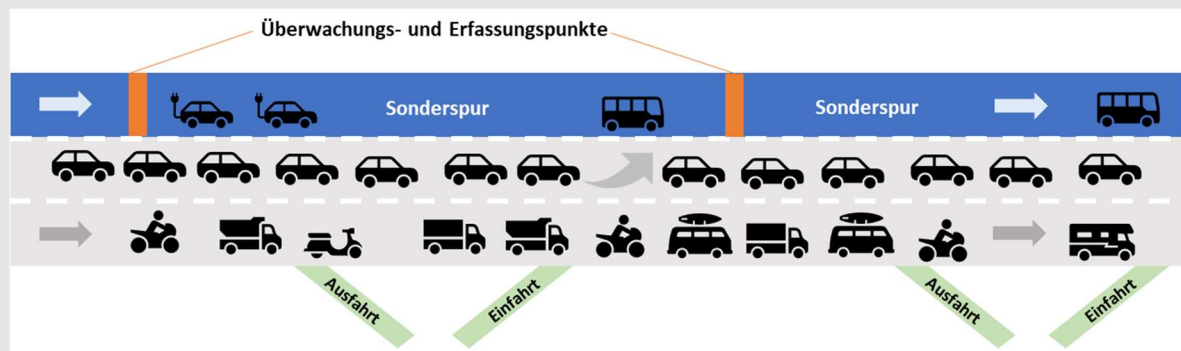 Überwachungs- und Erfassungspunkte
Sonderspur
Sonderspur
Ausfahrt
Einfahrt
Ausfahrt
Einfahrt